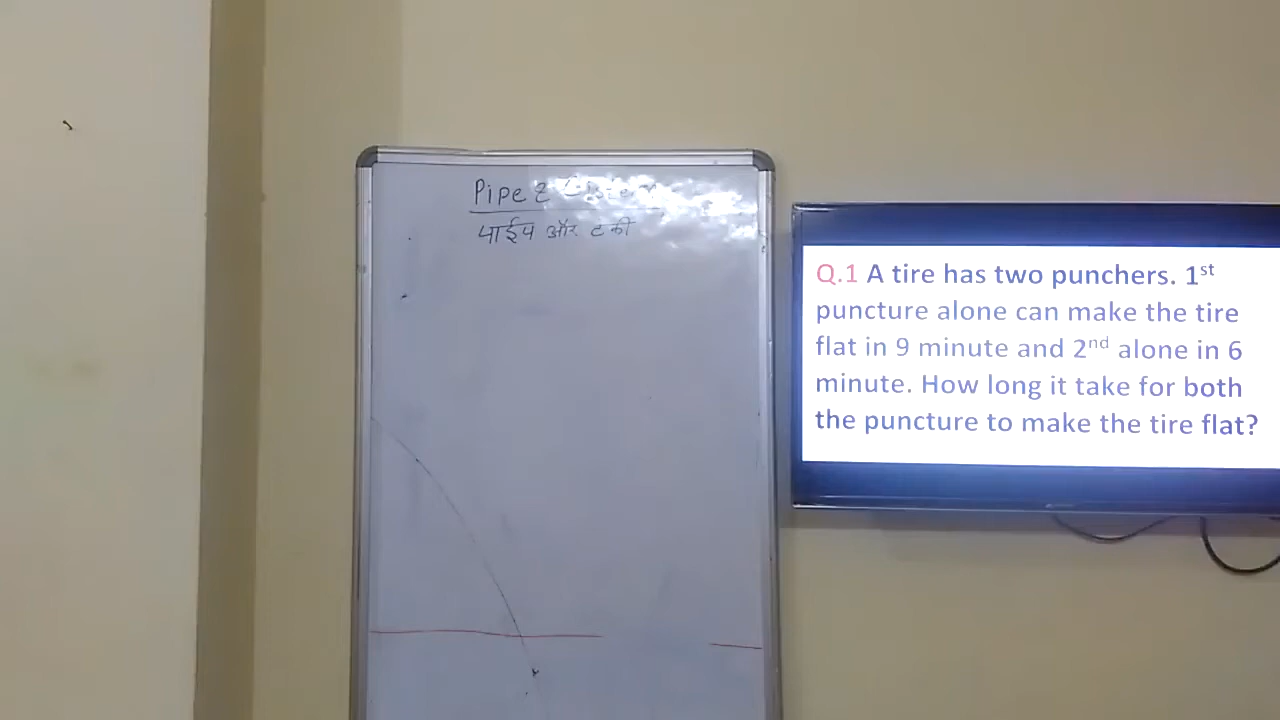 Pipe & Cistern
पाईप और टकी
Q.1 A tire has two punchers. 1st
puncture alone can make the tire
flat in 9 minute and 2nd alone in 6
minute. How long it take for both
the puncture to make the tire flat?